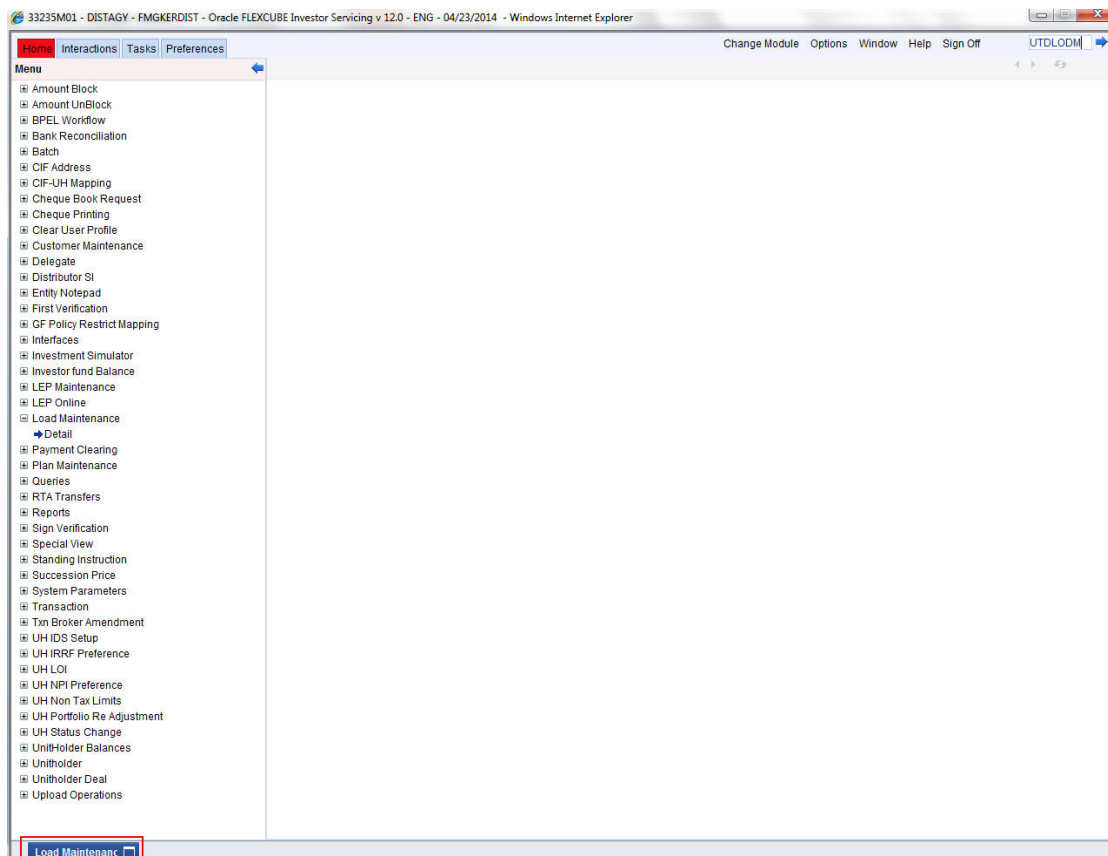 33235M01 - DISTAGY - FMGKERDIST - Oracle FLEXCUBE Investor Servicing v 12.0 - ENG - 04/23/2014 - Windows Internet Explorer
Home Interactions Tasks Preferences Change Module Options Window Help Sign Off UTDLODM
Menu
Amount Block
Amount UnBlock
BPEL Workflow
Bank Reconciliation
Batch
CIF Address
CIF-UH Mapping
Cheque Book Request
Cheque Printing
Clear User Profile
Customer Maintenance
Delegate
Distributor SI
Entity Notepad
First Verification
GF Policy Restrict Mapping
Interfaces
Investment Simulator
Investor fund Balance
LEP Maintenance
LEP Online
Load Maintenance
Detail
Payment Clearing
Plan Maintenance
Queries
RTA Transfers
Reports
Sign Verification
Special View
Standing Instruction
Succession Price
System Parameters
Transaction
Txn Broker Amendment
UH IDS Setup
UH IRRF Preference
UH LOI
UH NPI Preference
UH Non Tax Limits
UH Portfolio Re Adjustment
UH Status Change
UnitHolder Balances
Unitholder
Unitholder Deal
Upload Operations
Load Maintenanc